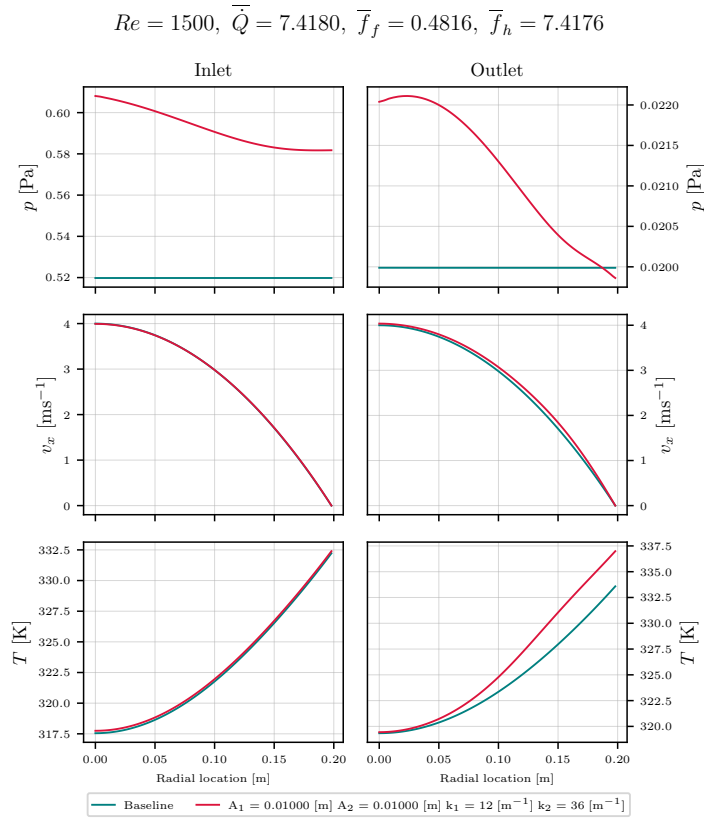 Re = 1500, Q̇̅ = 7.4180, f̅_f = 0.4816, f̅_h = 7.4176
Inlet
Outlet
p [Pa]
0.60
0.58
0.56
0.54
0.52
0.0220
0.0215
0.0210
0.0205
0.0200
p [Pa]
v_x [ms⁻¹]
4
3
2
1
0
4
3
2
1
0
v_x [ms⁻¹]
T [K]
332.5
330.0
327.5
325.0
322.5
320.0
317.5
337.5
335.0
332.5
330.0
327.5
325.0
322.5
320.0
T [K]
0.00 0.05 0.10 0.15 0.20
0.00 0.05 0.10 0.15 0.20
Radial location [m]
Radial location [m]
Baseline
A₁ = 0.01000 [m] A₂ = 0.01000 [m] k₁ = 12 [m⁻¹] k₂ = 36 [m⁻¹]